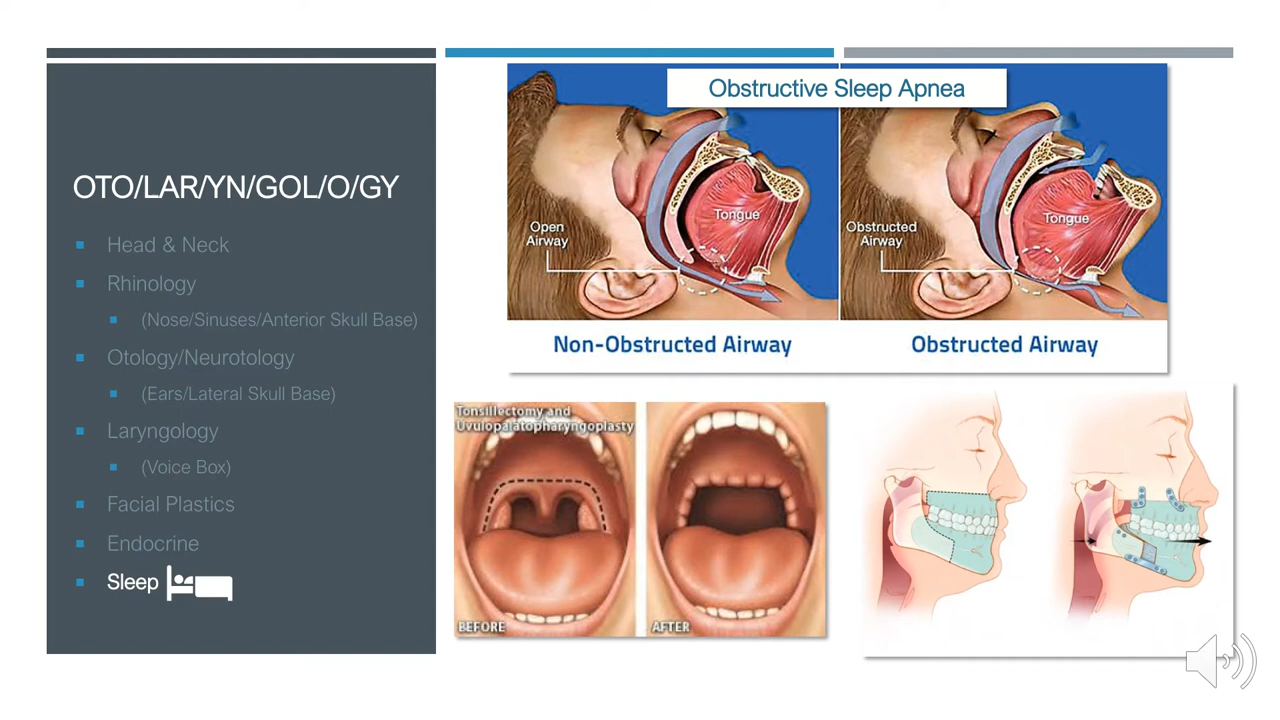 OTO/LAR/YN/GOL/O/GY
Head & Neck
Rhinology
(Nose/Sinuses/Anterior Skull Base)
Otology/Neurotology
(Ears/Lateral Skull Base)
Laryngology
(Voice Box)
Facial Plastics
Endocrine
Sleep
Obstructive Sleep Apnea
Open
Airway
Tongue
Obstructed
Airway
Tongue
Non-Obstructed Airway
Obstructed Airway
Tonsillectomy and
Uvulopalatopharyngoplasty
BEFORE
AFTER